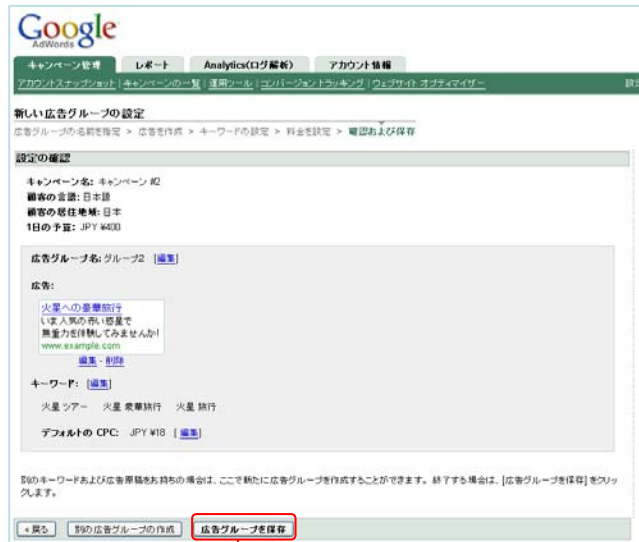 Google
AdWords
キャンペーン管理 レポート Analytics(ログ解析) アカウント情報
アカウントスナップショット | キャンペーンの一覧 | 運用ツール | コンバージョン トラッキング | ウェブサイト オプティマイザー
新しい広告グループの設定
広告グループの名前を指定 > 広告を作成 > キーワードの設定 > 料金を設定 > 確認および保存
設定の確認
キャンペーン名: キャンペーン #2
顧客の言語: 日本語
顧客の居住地域: 日本
1日の予算: JPY ¥400
広告グループ名: グループ2 [編集]
広告:
火星への豪華旅行
いま人気の赤い惑星で
無重力を体験してみませんか!
www.example.com
編集 - 削除
キーワード: [編集]
火星 ツアー 火星 豪華旅行 火星 旅行
デフォルトの CPC: JPY ¥18 [編集]
別のキーワードおよび広告原稿をお持ちの場合は、ここで新たに広告グループを作成することができます。終了する場合は、[広告グループを保存] をクリッ
クします。
« 戻る 別の広告グループの作成 広告グループを保存